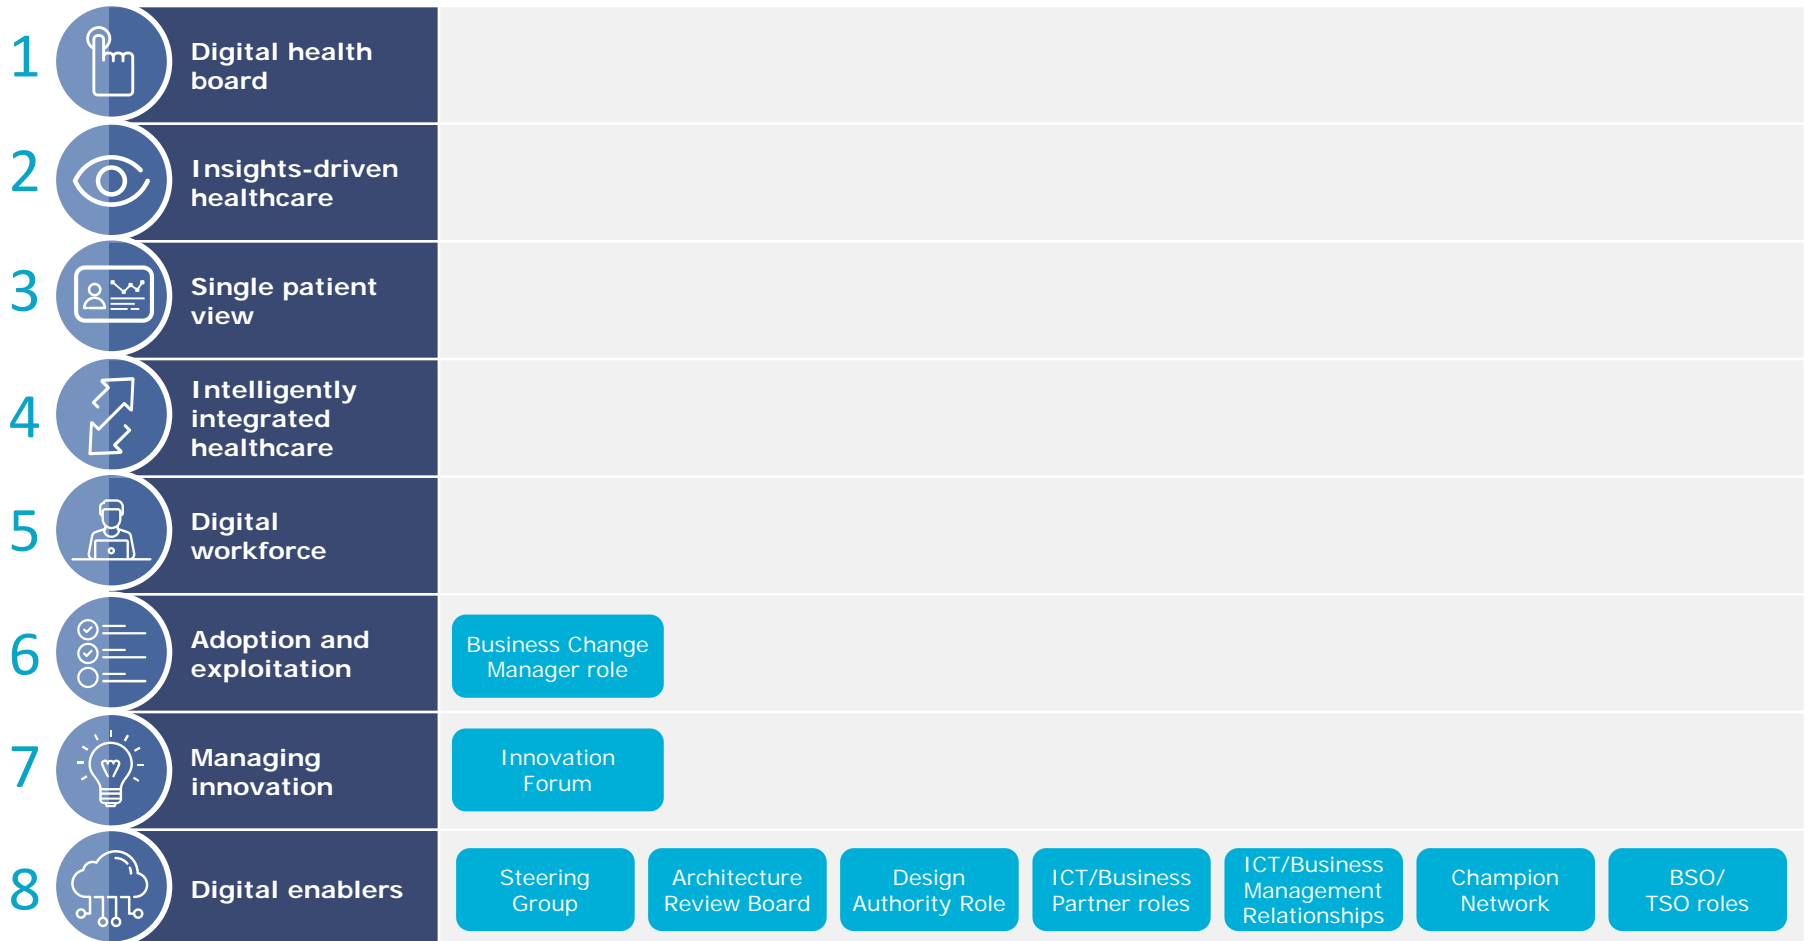 1
Digital health
board
2
Insights-driven
healthcare
3
Single patient
view
4
Intelligently
integrated
healthcare
5
Digital
workforce
6
Adoption and
exploitation
Business Change
Manager role
7
Managing
innovation
Innovation
Forum
8
Digital enablers
Steering
Group
Architecture
Review Board
Design
Authority Role
ICT/Business
Partner roles
ICT/Business
Management
Relationships
Champion
Network
BSO/
TSO roles